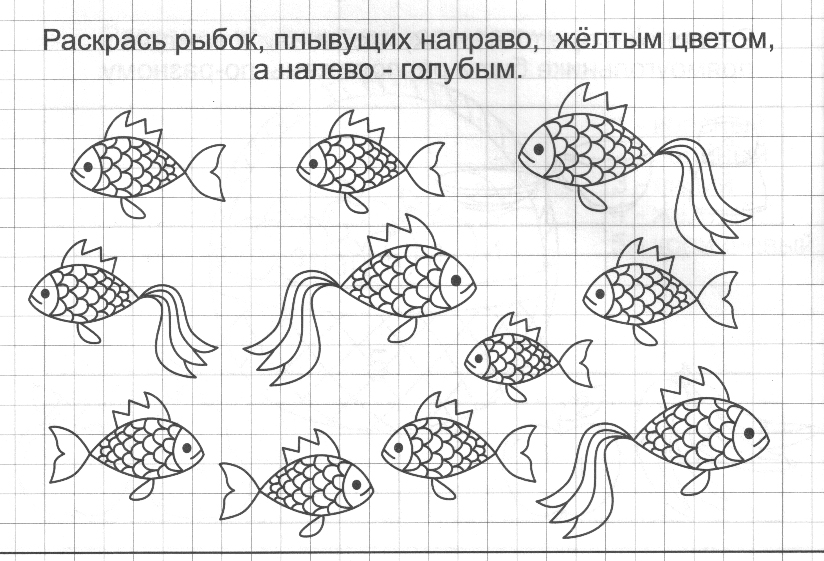 Раскрась рыбок, плывущих направо, жёлтым цветом,
а налево - голубым.